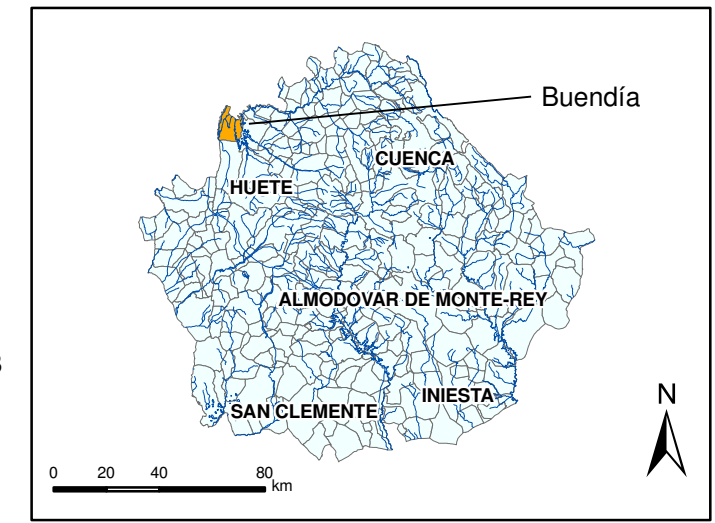 Buendía
CUENCA
HUETE
ALMODOVAR DE MONTE-REY
INIESTA
SAN CLEMENTE
N
0 20 40 80
km